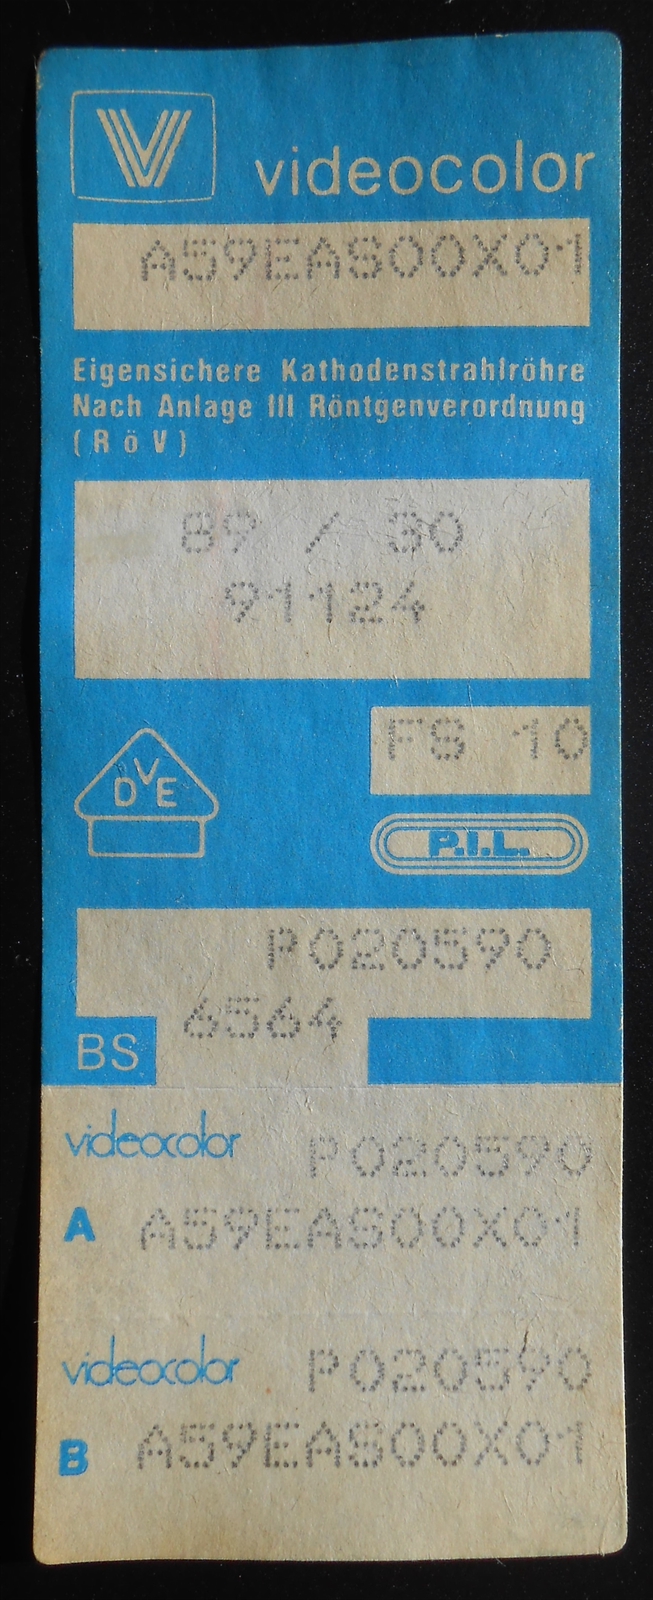 videocolor
A59EAS00X01
Eigensichere Kathodenstrahlröhre
Nach Anlage III Röntgenverordnung
(RöV)
89 / 30
91124
FS 10
DVE
P.I.L.
P020590
6564
BS
videocolor P020590
A A59EAS00X01
videocolor P020590
B A59EAS00X01